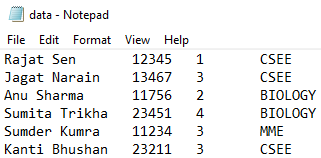 data - Notepad
File Edit Format View Help
Rajat Sen 12345 1 CSEE
Jagat Narain 13467 3 CSEE
Anu Sharma 11756 2 BIOLOGY
Sumita Trikha 23451 4 BIOLOGY
Sumder Kumra 11234 3 MME
Kanti Bhushan 23211 3 CSEE